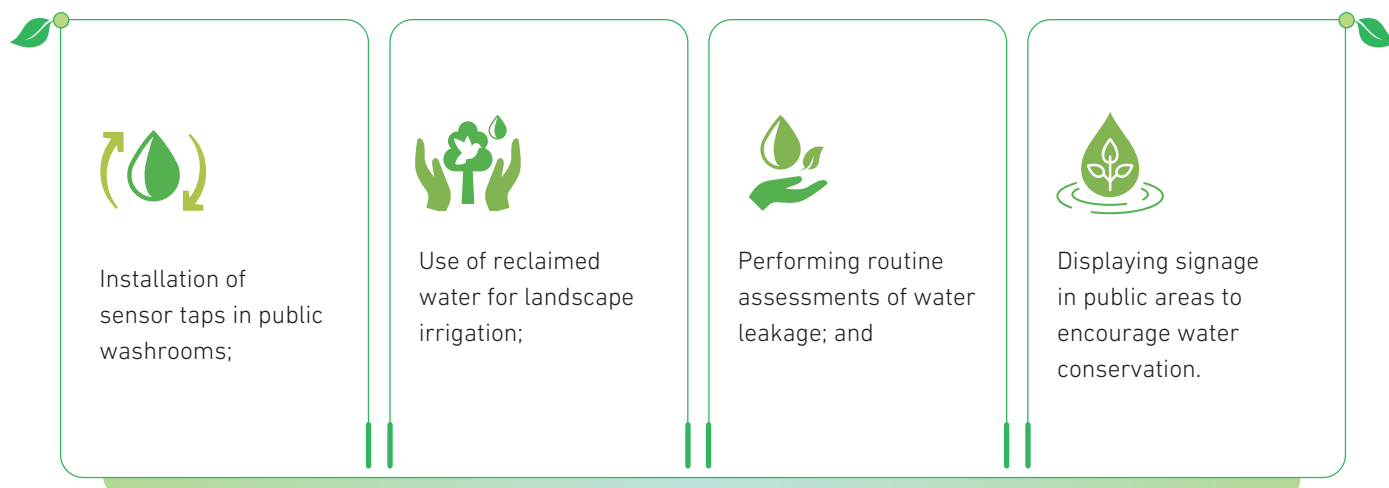 Installation of
sensor taps in public
washrooms;
Use of reclaimed
water for landscape
irrigation;
Performing routine
assessments of water
leakage; and
Displaying signage
in public areas to
encourage water
conservation.